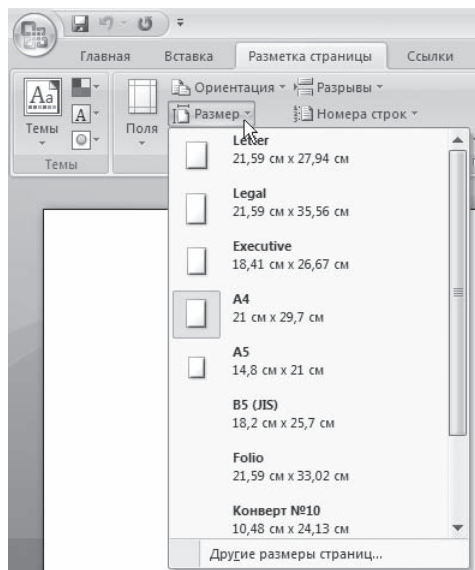 Главная Вставка Разметка страницы Ссылки
Aa
Темы
A
Поля
Ориентация
Разрывы
Размер
Номера строк
Темы
Letter
21,59 см x 27,94 см
Legal
21,59 см x 35,56 см
Executive
18,41 см x 26,67 см
A4
21 см x 29,7 см
A5
14,8 см x 21 см
B5 (JIS)
18,2 см x 25,7 см
Folio
21,59 см x 33,02 см
Конверт №10
10,48 см x 24,13 см
Другие размеры страниц...